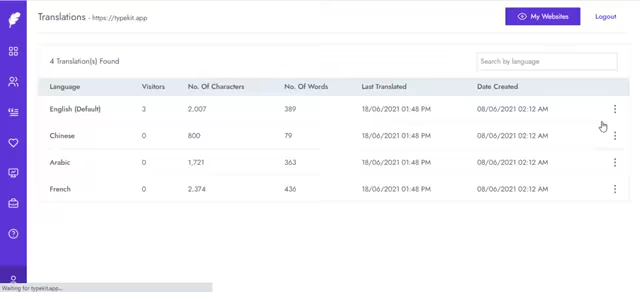 Translations - https://typekit.app
My Websites
Logout
4 Translation(s) Found
Search by language
Language Visitors No. Of Characters No. Of Words Last Translated Date Created
English (Default) 3 2,007 389 18/06/2021 01:48 PM 08/06/2021 02:12 AM
Chinese 0 800 79 18/06/2021 01:48 PM 08/06/2021 02:12 AM
Arabic 0 1,721 363 18/06/2021 01:48 PM 08/06/2021 02:12 AM
French 0 2,374 436 18/06/2021 01:48 PM 08/06/2021 02:12 AM
Waiting for typekit.app...